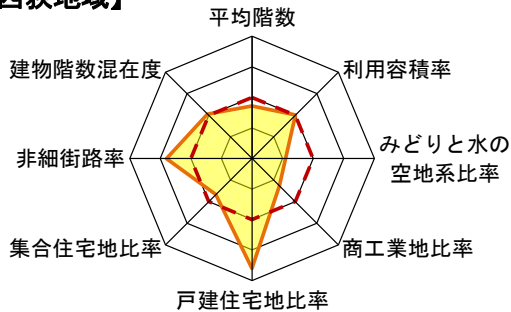 西荻地域】
平均階数
建物階数混在度
利用容積率
非細街路率
みどりと水の
空地系比率
集合住宅地比率
商工業地比率
戸建住宅地比率